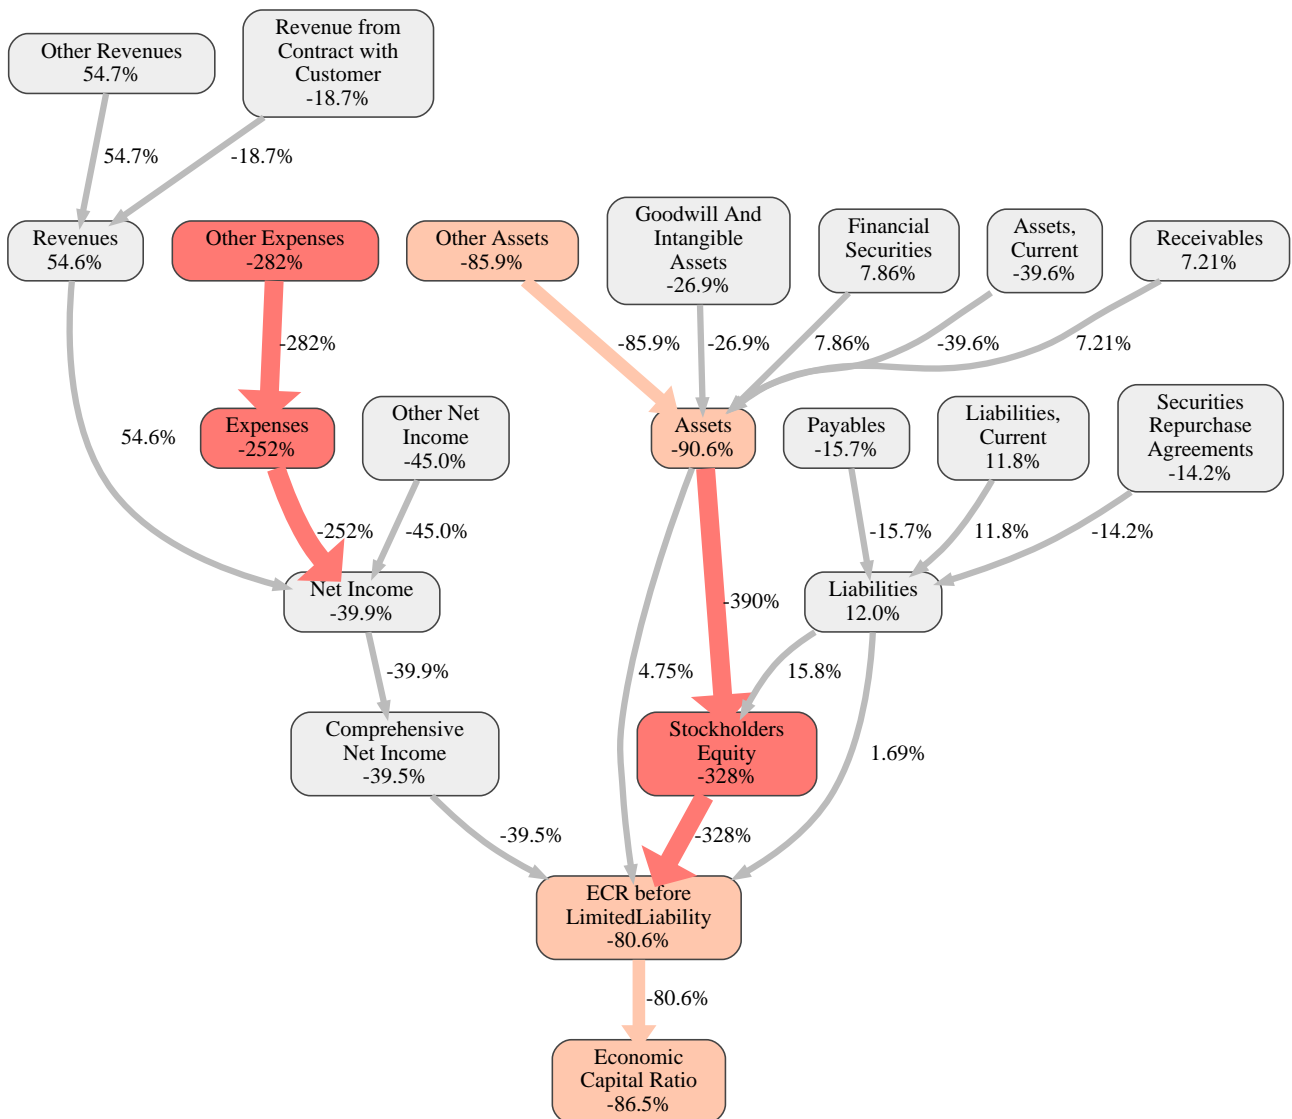 Other Revenues
54.7%
Revenue from
Contract with
Customer
-18.7%
54.7%
-18.7%
Revenues
54.6%
Other Expenses
-282%
Other Assets
-85.9%
Goodwill And
Intangible
Assets
-26.9%
Financial
Securities
7.86%
Assets,
Current
-39.6%
Receivables
7.21%
-282%
-85.9%
-26.9%
7.86%
-39.6%
7.21%
54.6%
Expenses
-252%
Other Net
Income
-45.0%
Assets
-90.6%
Payables
-15.7%
Liabilities,
Current
11.8%
Securities
Repurchase
Agreements
-14.2%
-252%
-45.0%
-15.7%
11.8%
-14.2%
Net Income
-39.9%
-390%
Liabilities
12.0%
-39.9%
4.75%
15.8%
Comprehensive
Net Income
-39.5%
Stockholders
Equity
-328%
1.69%
-39.5%
-328%
ECR before
LimitedLiability
-80.6%
-80.6%
Economic
Capital Ratio
-86.5%